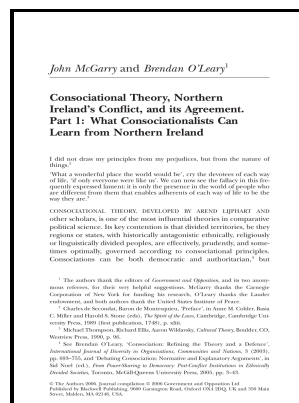 John McGarry and Brendan O'Leary1
Consociational Theory, Northern
Ireland's Conflict, and its Agreement.
Part 1: What Consociationalists Can
Learn from Northern Ireland
I did not draw my principles from my prejudices, but from the nature of
things.2
'What a wonderful place the world would be', cry the devotees of each way
of life, 'if only everyone were like us'. We can now see the fallacy in this fre-
quently expressed lament: it is only the presence in the world of people who
are different from them that enables adherents of each way of life to be the
way they are.3
CONSOCIATIONAL THEORY, DEVELOPED BY AREND LIJPHART AND
other scholars, is one of the most influential theories in comparative
political science. Its key contention is that divided territories, be they
regions or states, with historically antagonistic ethnically, religiously
or linguistically divided peoples, are effectively, prudently, and some-
times optimally, governed according to consociational principles.
Consociations can be both democratic and authoritarian,4 but
1 The authors thank the editors of Government and Opposition, and its two anony-
mous referees, for their very helpful suggestions. McGarry thanks the Carnegie
Corporation of New York for funding his research, O'Leary thanks the Lauder
endowment, and both authors thank the United States Institute of Peace.
2 Charles de Secondat, Baron de Montesquieu, 'Preface', in Anne M. Cohler, Basia
C. Miller and Harold S. Stone (eds), The Spirit of the Laws, Cambridge, Cambridge Uni-
versity Press, 1989 (first publication, 1748), p. xliii.
3 Michael Thompson, Richard Ellis, Aaron Wildavsky, Cultural Theory, Boulder, CO,
Westview Press, 1990, p. 96.
4 See Brendan O'Leary, 'Consociation: Refining the Theory and a Defence',
International Journal of Diversity in Organizations, Communities and Nations, 3 (2003),
pp. 693–755, and 'Debating Consociation: Normative and Explanatory Arguments', in
Sid Noel (ed.), From Power-Sharing to Democracy: Post-Conflict Institutions in Ethnically
Divided Societies, Toronto, McGill-Queens University Press, 2005, pp. 3–43.
© The Authors 2006. Journal compilation © 2006 Government and Opposition Ltd
Published by Blackwell Publishing, 9600 Garsington Road, Oxford OX4 2DQ, UK and 350 Main
Street, Malden, MA 02148, USA.